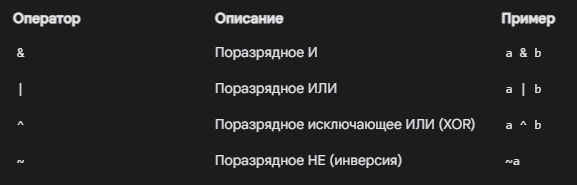 Оператор Описание Пример
& Поразрядное И a & b
| Поразрядное ИЛИ a | b
^ Поразрядное исключающее ИЛИ (XOR) a ^ b
~ Поразрядное НЕ (инверсия) ~a